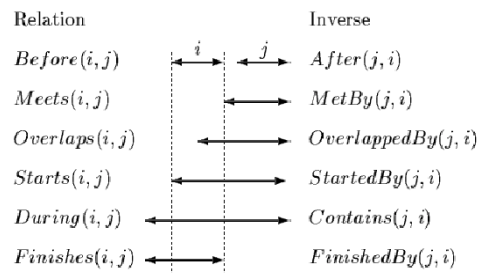 Relation Inverse
Before(i, j) i j After(j, i)
Meets(i, j) MetBy(j, i)
Overlaps(i, j) OverlappedBy(j, i)
Starts(i, j) StartedBy(j, i)
During(i, j) Contains(j, i)
Finishes(i, j) FinishedBy(j, i)